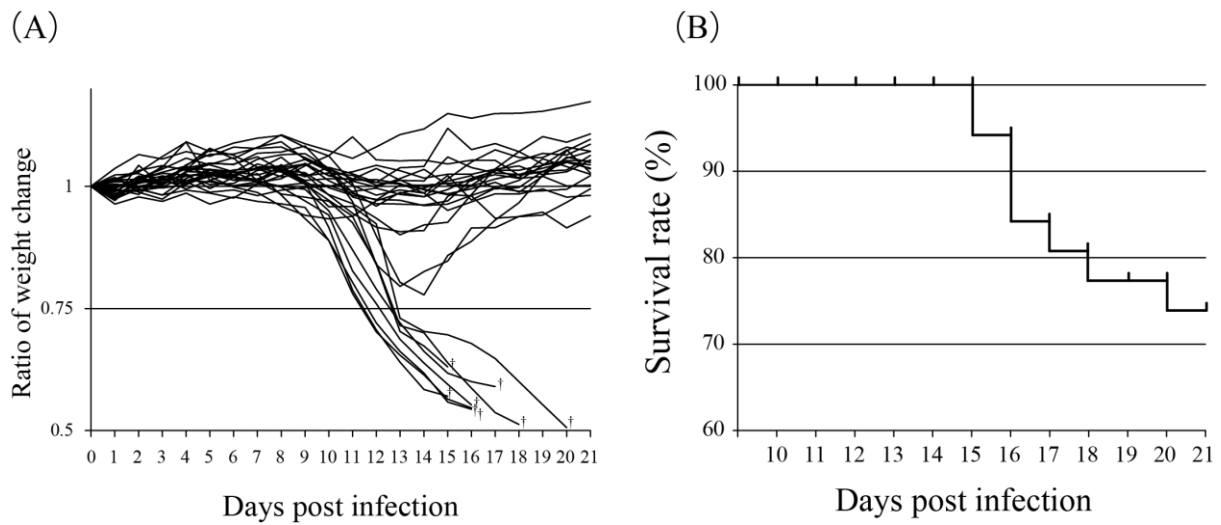 (A)
Ratio of weight change
1
0.75
0.5
† † † † † † † †
0 1 2 3 4 5 6 7 8 9 10 11 12 13 14 15 16 17 18 19 20 21
Days post infection
(B)
Survival rate (%)
100
90
80
70
60
10 11 12 13 14 15 16 17 18 19 20 21
Days post infection